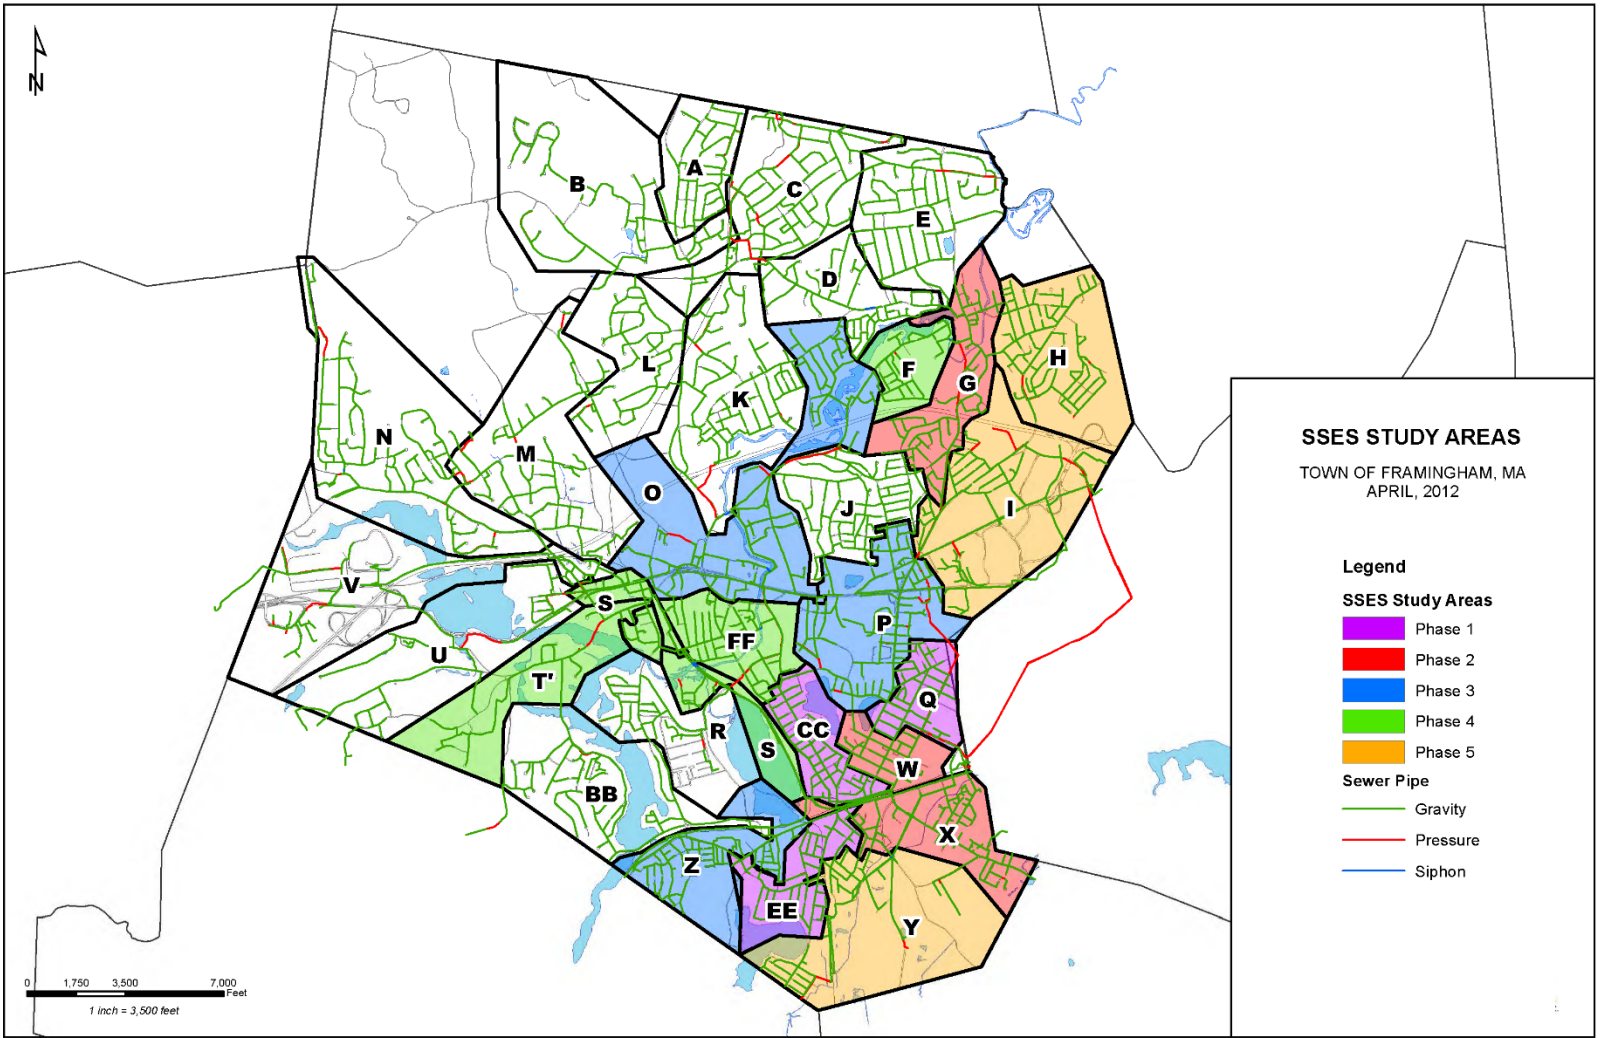 N
A
B
C
E
D
L
F
H
G
K
N
M
O
J
I
V
S
P
FF
U
T'
Q
R
CC
S
W
BB
X
Z
EE
Y
SSES STUDY AREAS
TOWN OF FRAMINGHAM, MA
APRIL, 2012
Legend
SSES Study Areas
Phase 1
Phase 2
Phase 3
Phase 4
Phase 5
Sewer Pipe
Gravity
Pressure
Siphon
0 1,750 3,500 7,000
Feet
1 inch = 3,500 feet